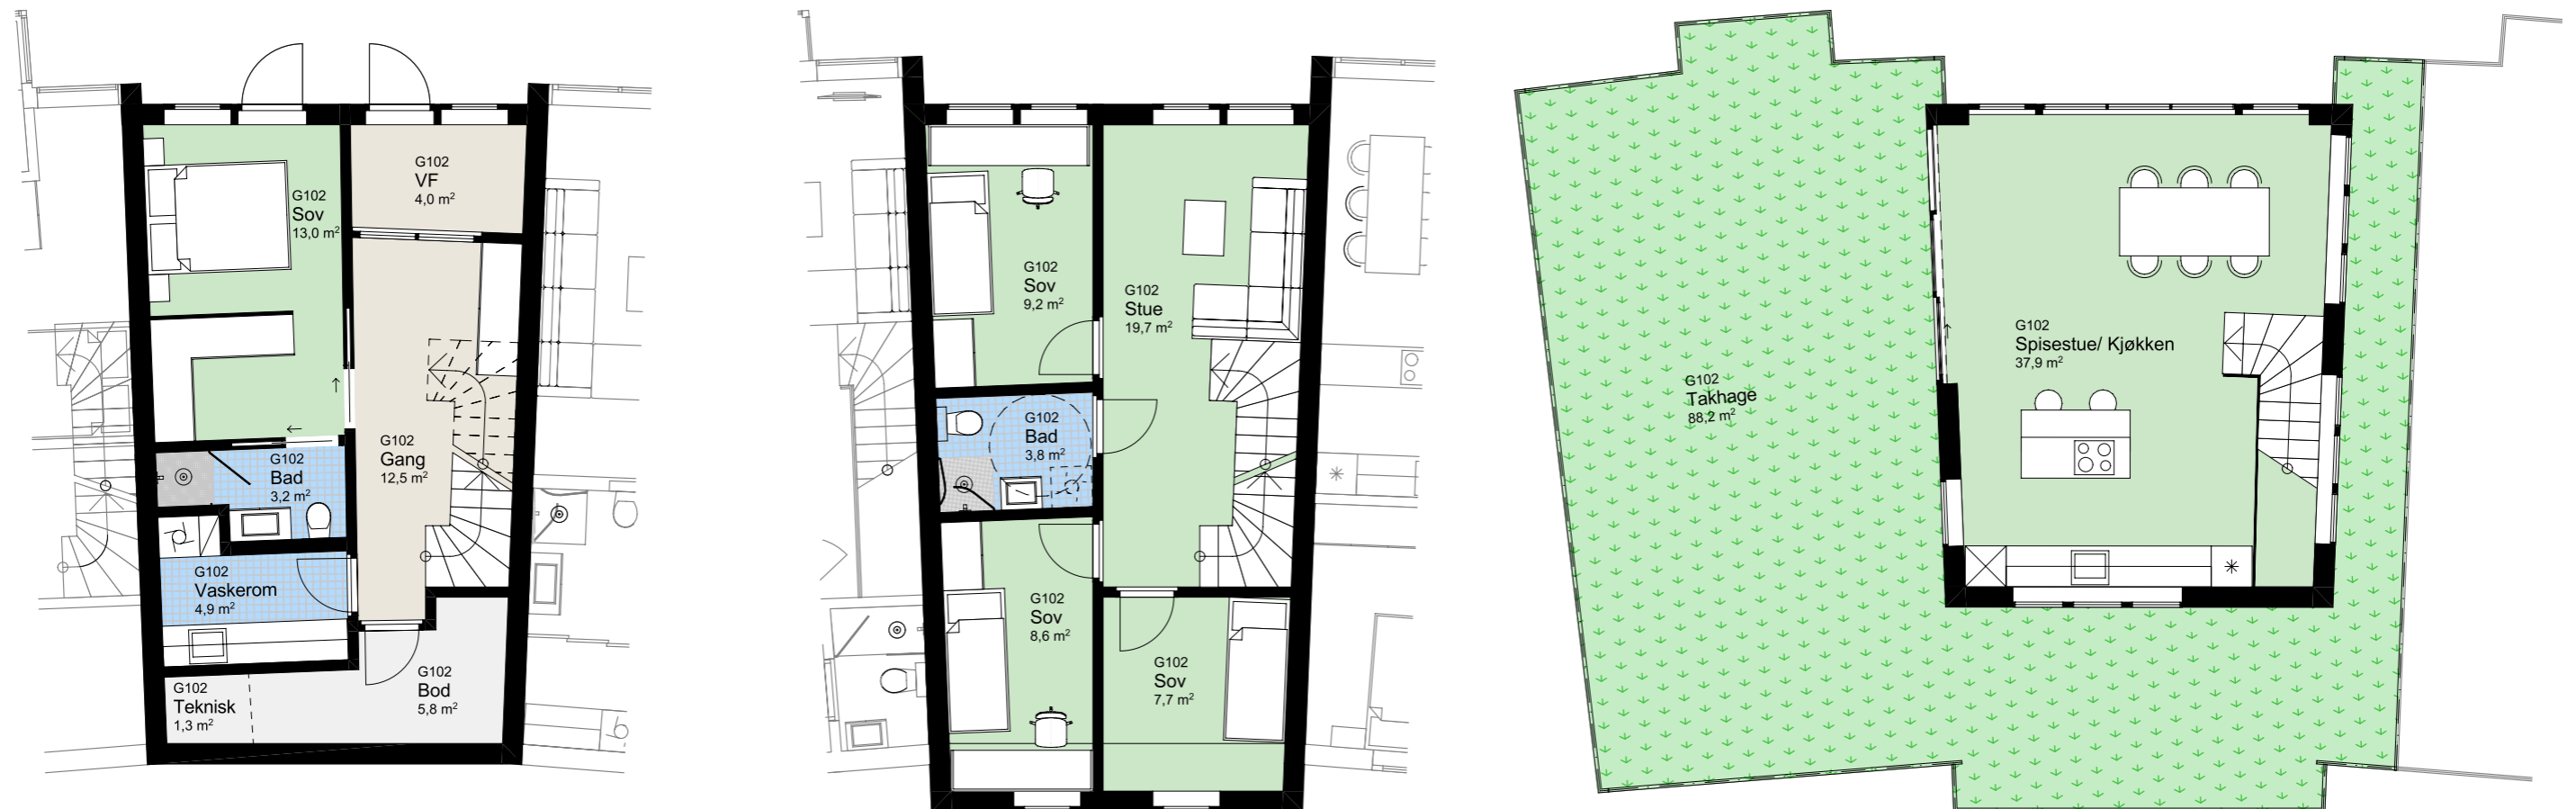 G102
VF
4,0 m²
G102
Sov
13,0 m²
G102
Gang
12,5 m²
G102
Bad
3,2 m²
G102
Vaskerom
4,9 m²
G102
Teknisk
1,3 m²
G102
Bod
5,8 m²
G102
Sov
9,2 m²
G102
Stue
19,7 m²
G102
Bad
3,8 m²
G102
Sov
8,6 m²
G102
Sov
7,7 m²
G102
Takhage
88,2 m²
G102
Spisestue/ Kjøkken
37,9 m²